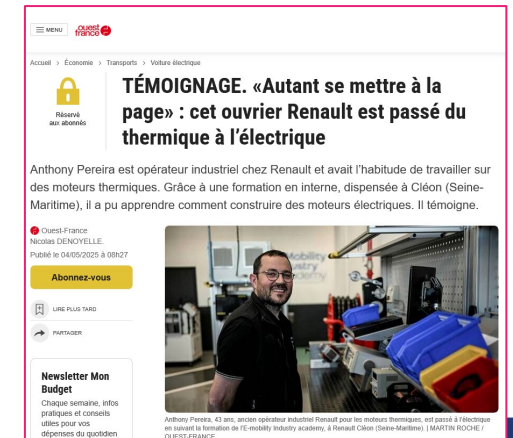 MENU
ouest
france
Accueil > Économie > Transports > Voiture électrique
Réservé
aux abonnés
TÉMOIGNAGE. «Autant se mettre à la
page» : cet ouvrier Renault est passé du
thermique à l’électrique
Anthony Pereira est opérateur industriel chez Renault et avait l’habitude de travailler sur
des moteurs thermiques. Grâce à une formation en interne, dispensée à Cléon (Seine-
Maritime), il a pu apprendre comment construire des moteurs électriques. Il témoigne.
Ouest-France
Nicolas DENOYELLE.
Publié le 04/05/2025 à 08h27
Abonnez-vous
LIRE PLUS TARD
PARTAGER
Newsletter Mon
Budget
Chaque semaine, infos
pratiques et conseils
utiles pour vos
dépenses du quotidien
mobility
ustry
cademy
Anthony Pereira, 43 ans, ancien opérateur industriel Renault pour les moteurs thermiques, est passé à l’électrique
en suivant la formation de l’E-mobility Industry academy, à Renault Cléon (Seine-Maritime). | MARTIN ROCHE /
OUEST-FRANCE